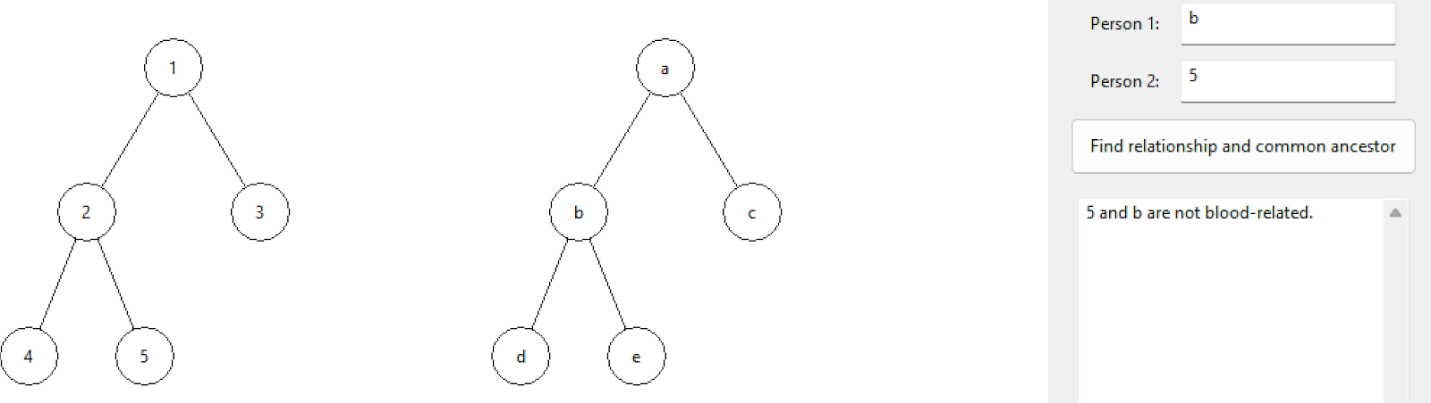 1
a
2
3
b
c
4
5
d
e
Person 1: b
Person 2: 5
Find relationship and common ancestor
5 and b are not blood-related.